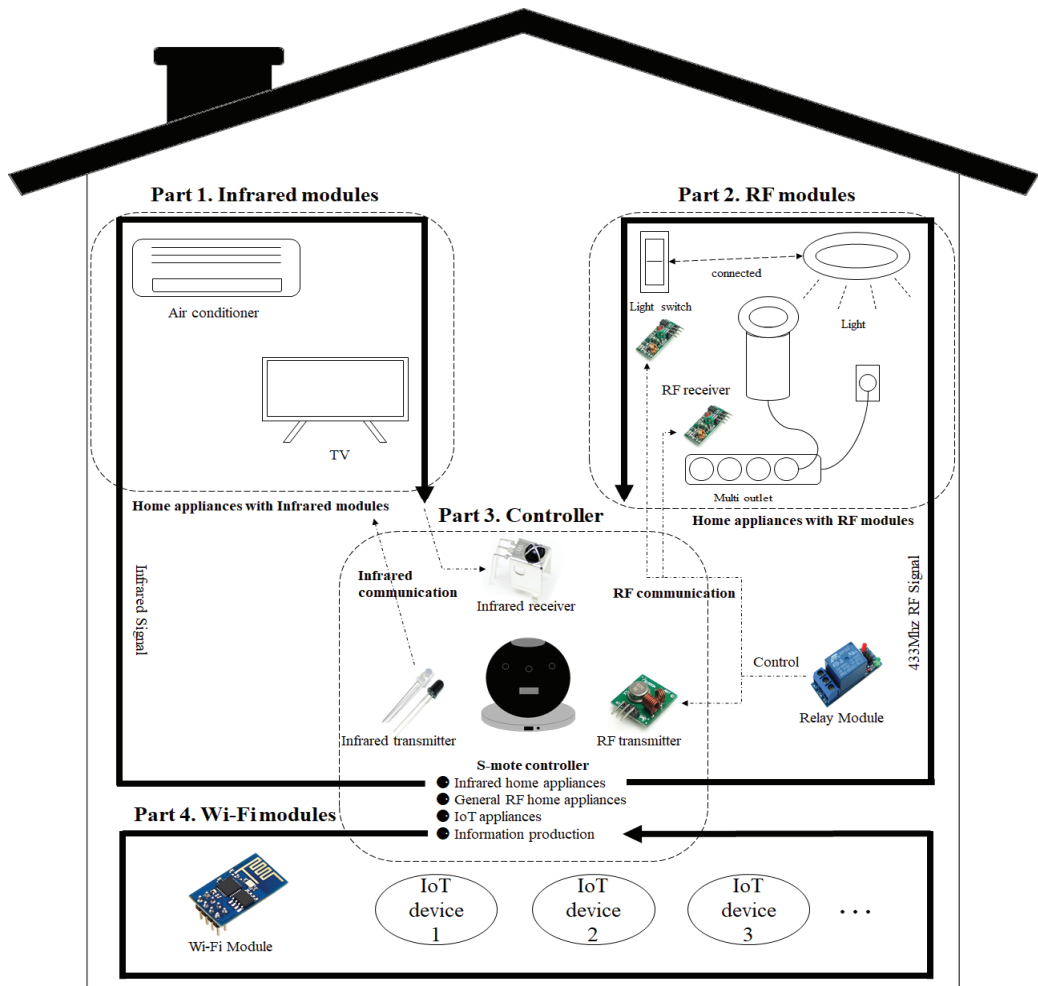 Part 1. Infrared modules
Air conditioner
TV
Home appliances with Infrared modules
Infrared Signal
Part 2. RF modules
connected
Light switch
Light
RF receiver
Multi outlet
Home appliances with RF modules
433Mhz RF Signal
Part 3. Controller
Infrared
communication
Infrared receiver
RF communication
Control
Relay Module
Infrared transmitter
RF transmitter
S-mote controller
Infrared home appliances
General RF home appliances
IoT appliances
Information production
Part 4. Wi-Fi modules
Wi-Fi Module
IoT
device
1
IoT
device
2
IoT
device
3
...